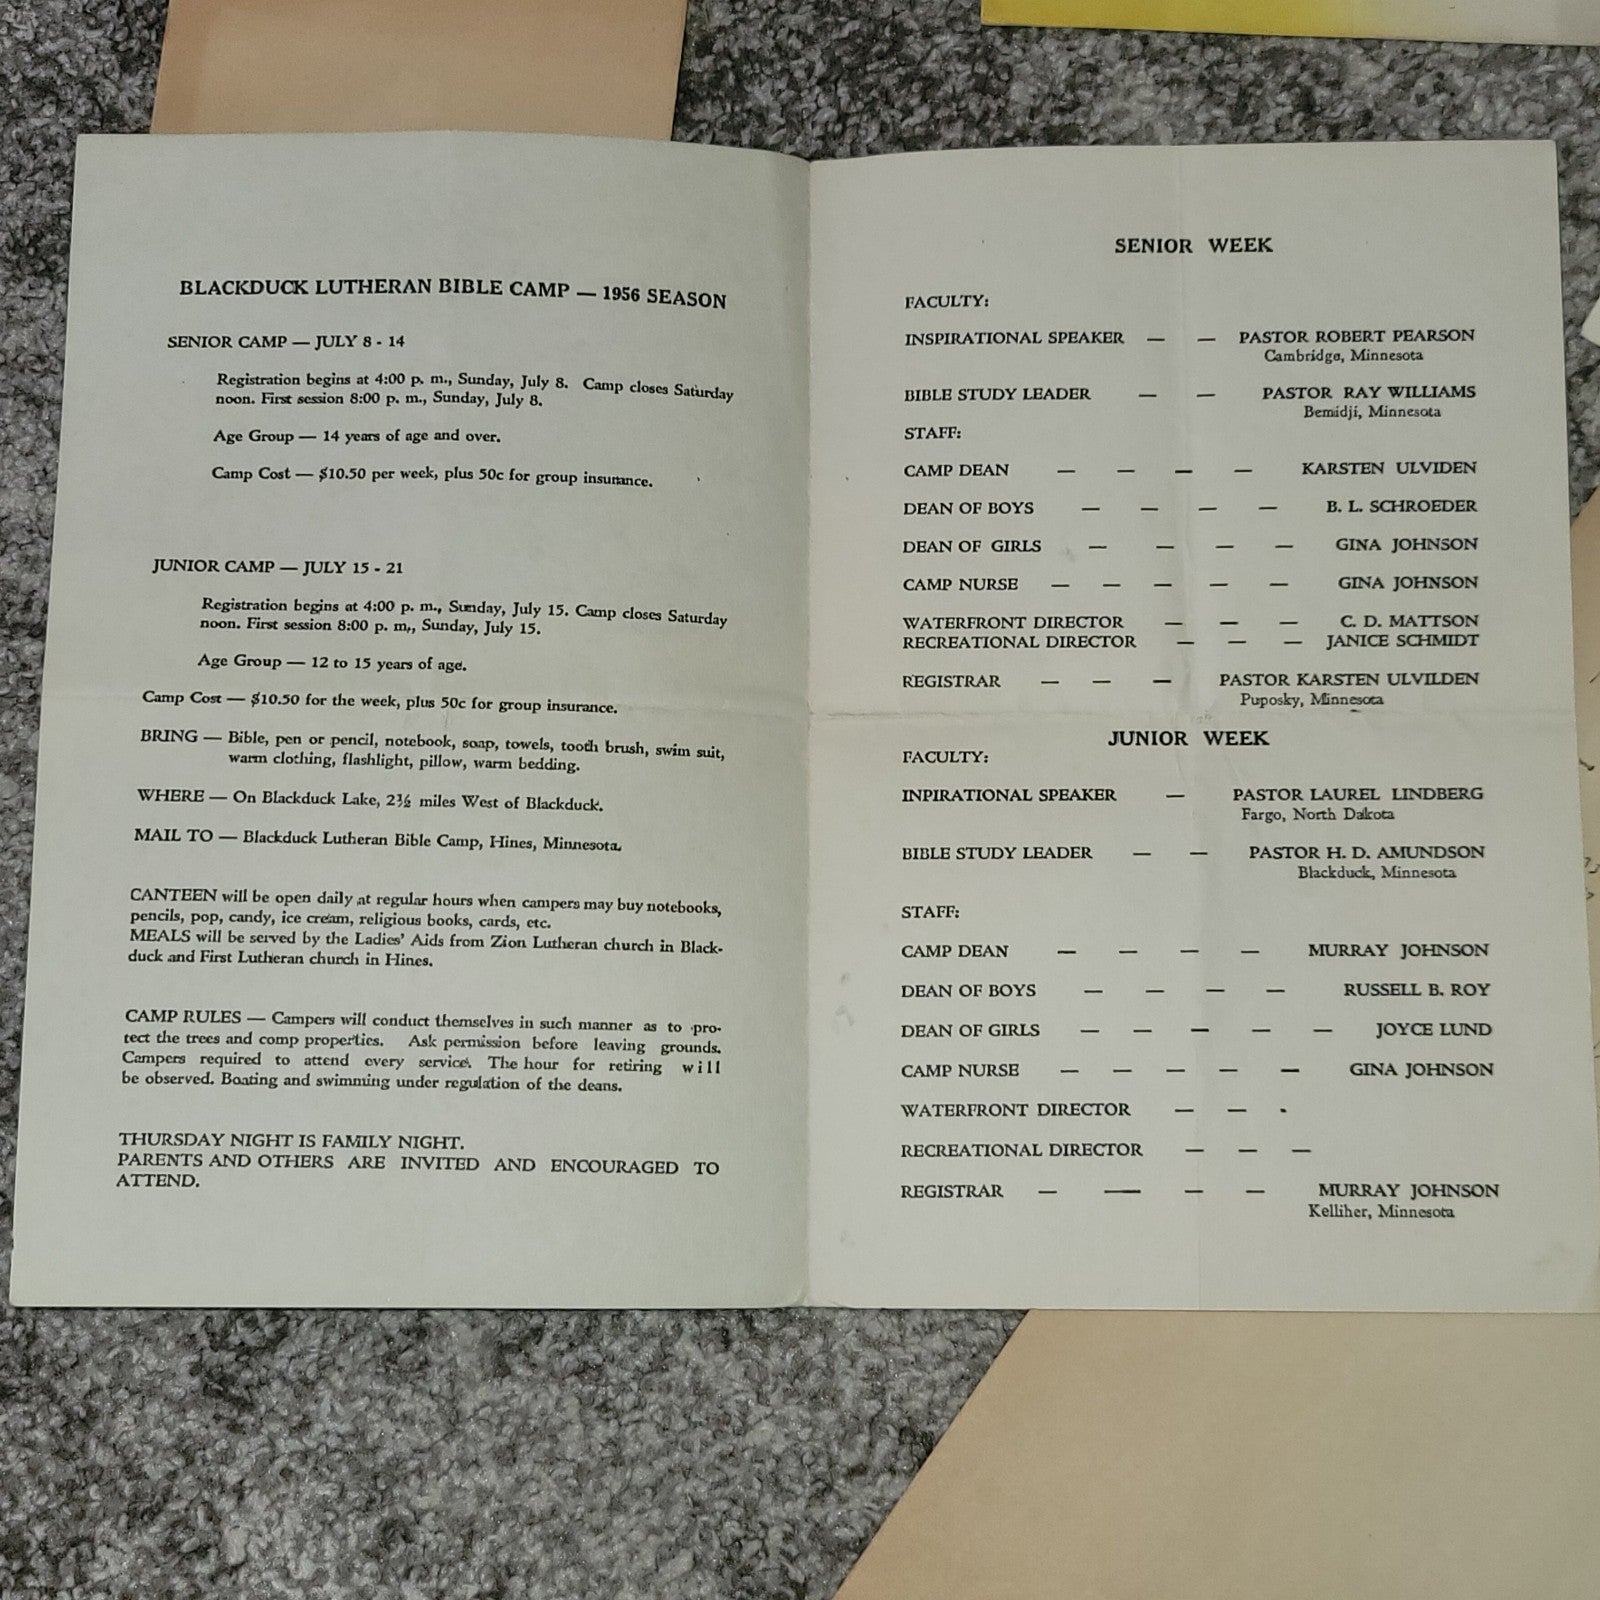 BLACKDUCK LUTHERAN BIBLE CAMP — 1956 SEASON
SENIOR CAMP — JULY 8 - 14
Registration begins at 4:00 p. m., Sunday, July 8. Camp closes Saturday
noon. First session 8:00 p. m., Sunday, July 8.
Age Group — 14 years of age and over.
Camp Cost — $10.50 per week, plus 50c for group insurance.
JUNIOR CAMP — JULY 15 - 21
Registration begins at 4:00 p. m., Sunday, July 15. Camp closes Saturday
noon. First session 8:00 p. m,, Sunday, July 15.
Age Group — 12 to 15 years of age.
Camp Cost — $10.50 for the week, plus 50c for group insurance.
BRING — Bible, pen or pencil, notebook, soap, towels, tooth brush, swim suit,
warm clothing, flashlight, pillow, warm bedding.
WHERE — On Blackduck Lake, 2½ miles West of Blackduck.
MAIL TO — Blackduck Lutheran Bible Camp, Hines, Minnesota.
CANTEEN will be open daily at regular hours when campers may buy notebooks,
pencils, pop, candy, ice cream, religious books, cards, etc.
MEALS will be served by the Ladies' Aids from Zion Lutheran church in Black-
duck and First Lutheran church in Hines.
CAMP RULES — Campers will conduct themselves in such manner as to pro-
tect the trees and comp properties. Ask permission before leaving grounds.
Campers required to attend every service. The hour for retiring will
be observed. Boating and swimming under regulation of the deans.
THURSDAY NIGHT IS FAMILY NIGHT.
PARENTS AND OTHERS ARE INVITED AND ENCOURAGED TO
ATTEND.
SENIOR WEEK
FACULTY:
INSPIRATIONAL SPEAKER — — PASTOR ROBERT PEARSON
Cambridge, Minnesota
BIBLE STUDY LEADER — — PASTOR RAY WILLIAMS
Bemidji, Minnesota
STAFF:
CAMP DEAN — — — — KARSTEN ULVIDEN
DEAN OF BOYS — — — — B. L. SCHROEDER
DEAN OF GIRLS — — — — GINA JOHNSON
CAMP NURSE — — — — — GINA JOHNSON
WATERFRONT DIRECTOR — — — C. D. MATTSON
RECREATIONAL DIRECTOR — — — JANICE SCHMIDT
REGISTRAR — — — PASTOR KARSTEN ULVILDEN
Puposky, Minnesota
JUNIOR WEEK
FACULTY:
INPIRATIONAL SPEAKER — PASTOR LAUREL LINDBERG
Fargo, North Dakota
BIBLE STUDY LEADER — — PASTOR H. D. AMUNDSON
Blackduck, Minnesota
STAFF:
CAMP DEAN — — — — MURRAY JOHNSON
DEAN OF BOYS — — — — RUSSELL B. ROY
DEAN OF GIRLS — — — — — JOYCE LUND
CAMP NURSE — — — — — GINA JOHNSON
WATERFRONT DIRECTOR — — -
RECREATIONAL DIRECTOR — — —
REGISTRAR — — — — MURRAY JOHNSON
Kelliher, Minnesota